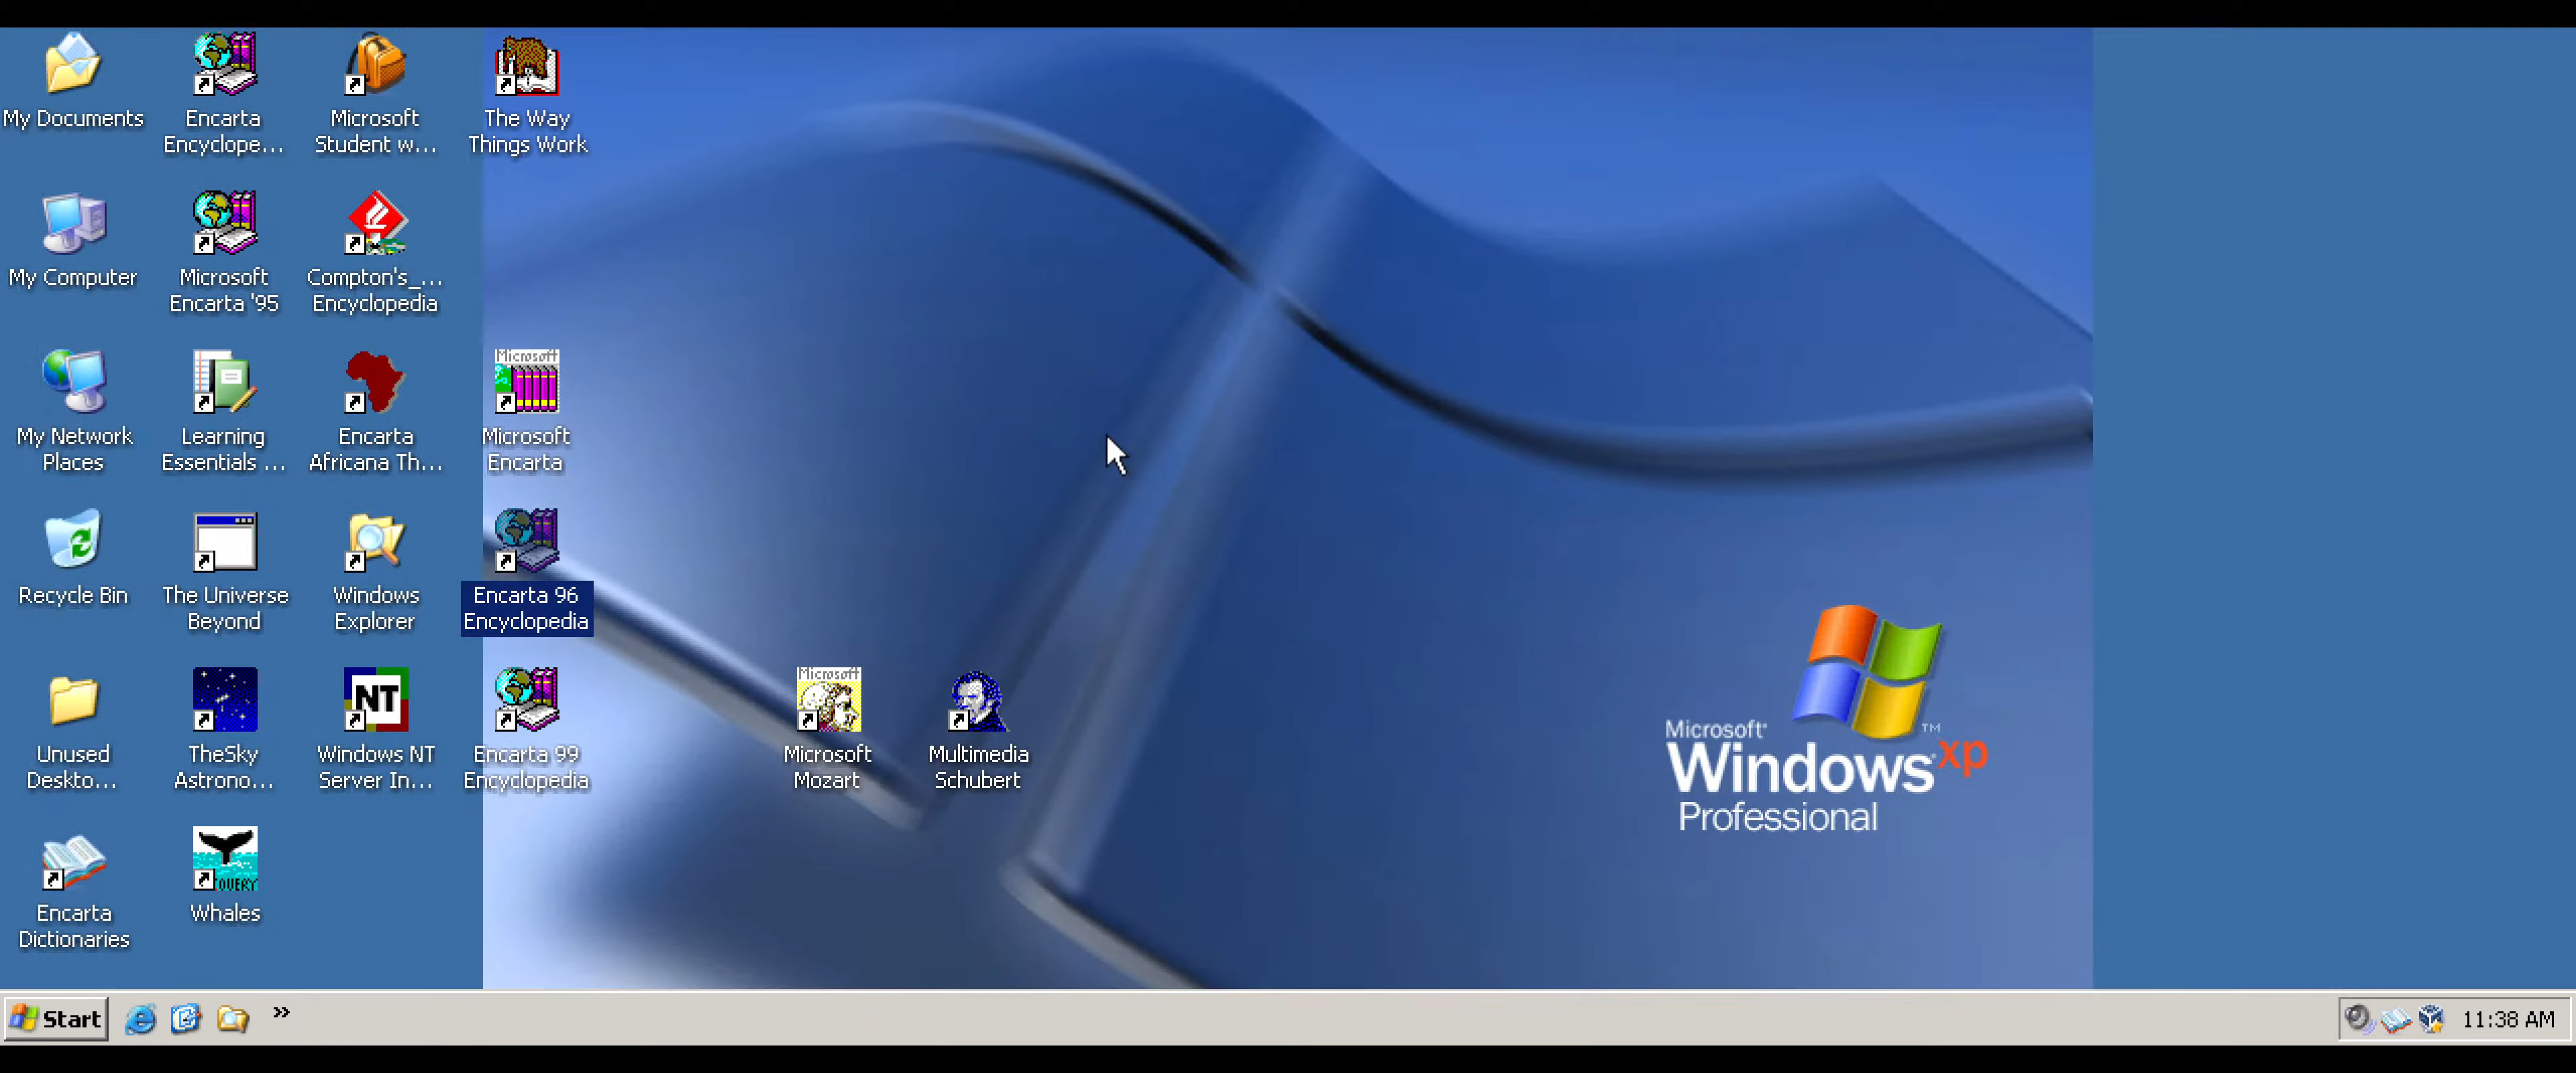 My Documents
Encarta
Encyclope...
Microsoft
Student w...
The Way
Things Work
My Computer
Microsoft
Encarta '95
Compton's_...
Encyclopedia
My Network
Places
Learning
Essentials ...
Encarta
Africana Th...
Microsoft
Microsoft
Encarta
Recycle Bin
The Universe
Beyond
Windows
Explorer
Encarta 96
Encyclopedia
Unused
Deskto...
TheSky
Astrono...
NT
Windows NT
Server In...
Encarta 99
Encyclopedia
Microsoft
Microsoft
Mozart
Multimedia
Schubert
Microsoft
Windows xp
TM
Professional
Encarta
Dictionaries
OVERY
Whales
Start
»
11:38 AM